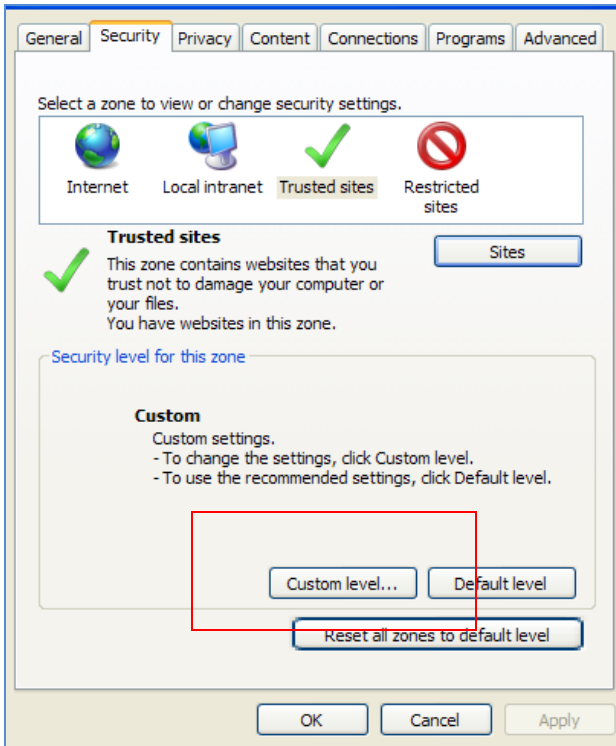 General Security Privacy Content Connections Programs Advanced
Select a zone to view or change security settings.
Internet Local intranet Trusted sites Restricted
sites
Trusted sites
Sites
This zone contains websites that you
trust not to damage your computer or
your files.
You have websites in this zone.
Security level for this zone
Custom
Custom settings.
- To change the settings, click Custom level.
- To use the recommended settings, click Default level.
Custom level... Default level
Reset all zones to default level
OK Cancel Apply